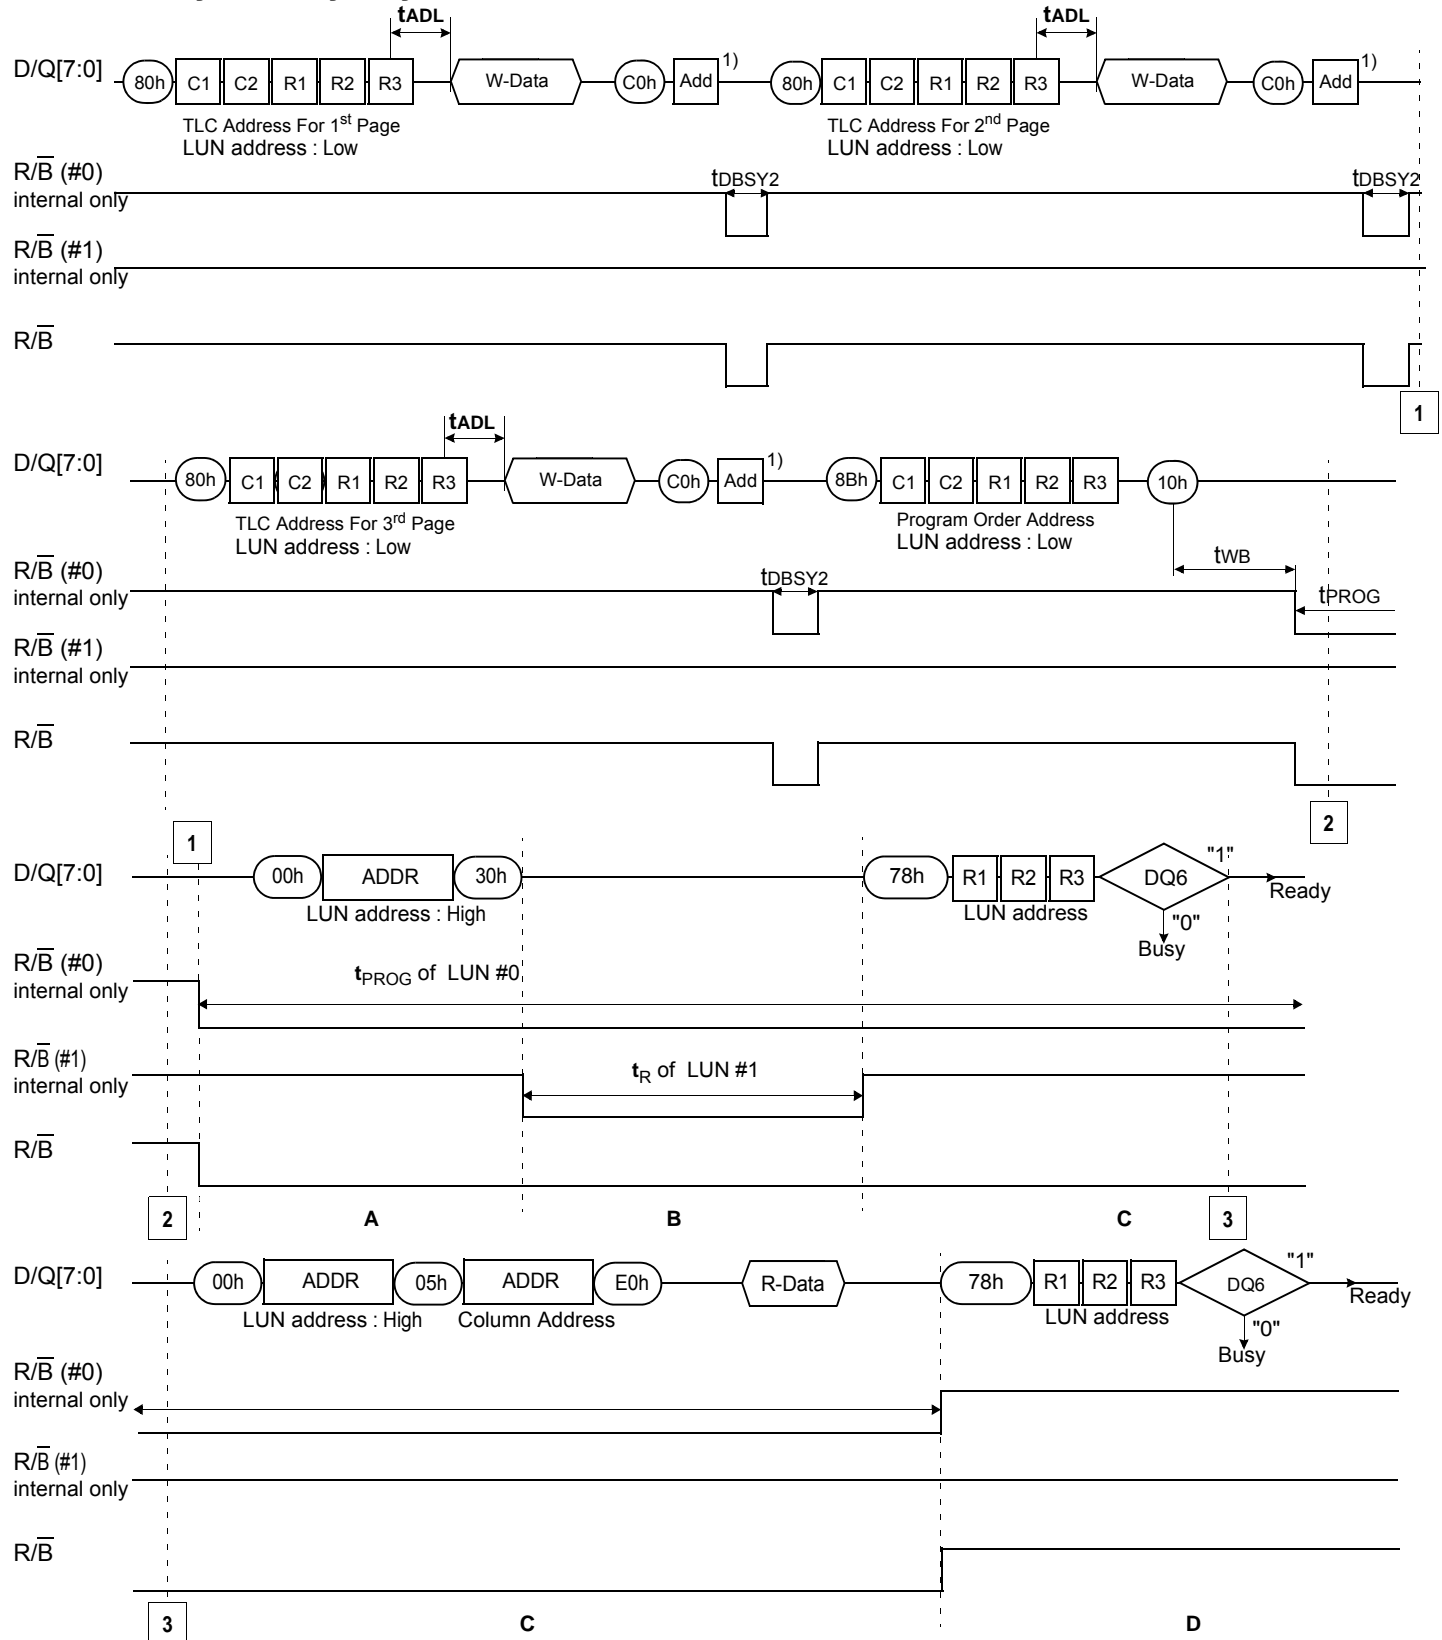 tADL tADL
D/Q[7:0] 80h C1 C2 R1 R2 R3 W-Data C0h Add 1) 80h C1 C2 R1 R2 R3 W-Data C0h Add 1)
TLC Address For 1st Page TLC Address For 2nd Page
LUN address : Low LUN address : Low
R/B (#0) tDBSY2 tDBSY2
internal only
R/B (#1)
internal only
R/B
1
tADL
D/Q[7:0] 80h C1 C2 R1 R2 R3 W-Data C0h Add 1) 8Bh C1 C2 R1 R2 R3 10h
TLC Address For 3rd Page Program Order Address
LUN address : Low LUN address : Low
tWB
R/B (#0) tDBSY2
internal only tPROG
R/B (#1)
internal only
R/B
2
1
D/Q[7:0] 00h ADDR 30h 78h R1 R2 R3 DQ6 "1"
Ready
LUN address : High LUN address "0"
Busy
R/B (#0) tPROG of LUN #0
internal only
R/B (#1) tR of LUN #1
internal only
R/B
2 A B C 3
D/Q[7:0] 00h ADDR 05h ADDR E0h R-Data 78h R1 R2 R3 DQ6 "1"
Ready
LUN address : High Column Address LUN address "0"
Busy
R/B (#0)
internal only
R/B (#1)
internal only
R/B
3 C D